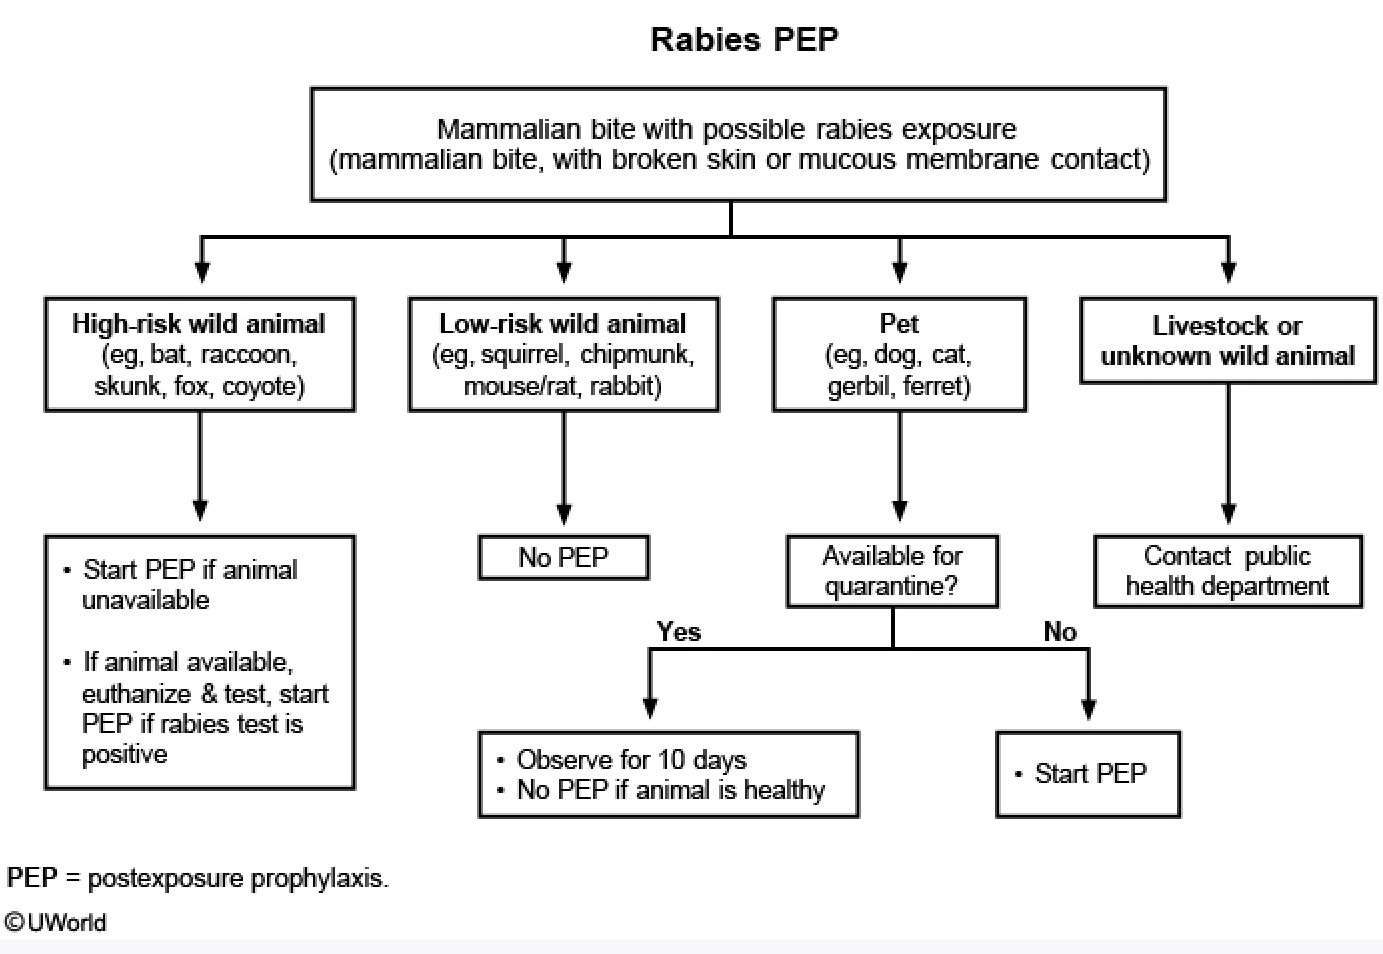 Rabies PEP
Mammalian bite with possible rabies exposure
(mammalian bite, with broken skin or mucous membrane contact)
High-risk wild animal
(eg, bat, raccoon,
skunk, fox, coyote)
Low-risk wild animal
(eg, squirrel, chipmunk,
mouse/rat, rabbit)
Pet
(eg, dog, cat,
gerbil, ferret)
Livestock or
unknown wild animal
• Start PEP if animal
unavailable
• If animal available,
euthanize & test, start
PEP if rabies test is
positive
No PEP
Available for
quarantine?
Contact public
health department
Yes
No
• Observe for 10 days
• No PEP if animal is healthy
• Start PEP
PEP = postexposure prophylaxis.
©UWorld